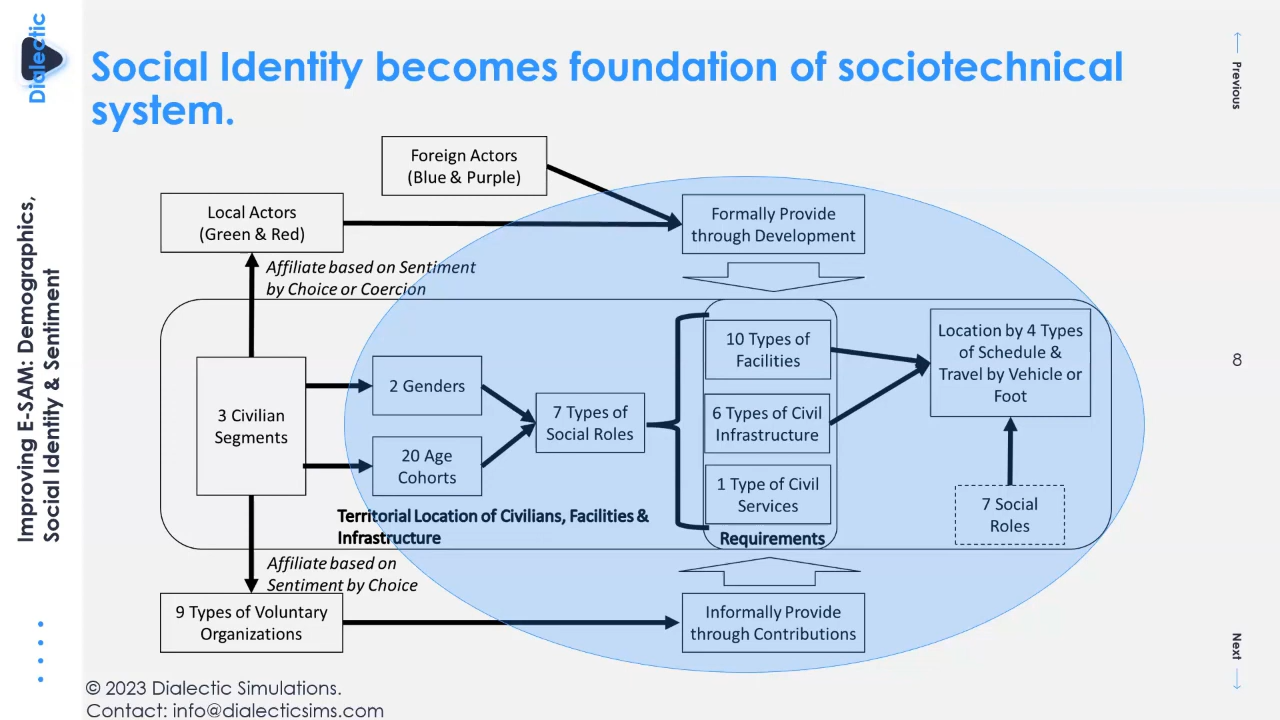 Dialectic
Improving E-SAM: Demographics,
Social Identity & Sentiment
Social Identity becomes foundation of sociotechnical
system.
Foreign Actors
(Blue & Purple)
Local Actors
(Green & Red)
Formally Provide
through Development
Affiliate based on Sentiment
by Choice or Coercion
3 Civilian
Segments
2 Genders
20 Age
Cohorts
7 Types of
Social Roles
10 Types of
Facilities
6 Types of Civil
Infrastructure
1 Type of Civil
Services
Requirements
Location by 4 Types
of Schedule &
Travel by Vehicle or
Foot
7 Social
Roles
Territorial Location of Civilians, Facilities &
Infrastructure
Affiliate based on
Sentiment by Choice
9 Types of Voluntary
Organizations
Informally Provide
through Contributions
© 2023 Dialectic Simulations.
Contact: info@dialecticsims.com
Previous
8
Next